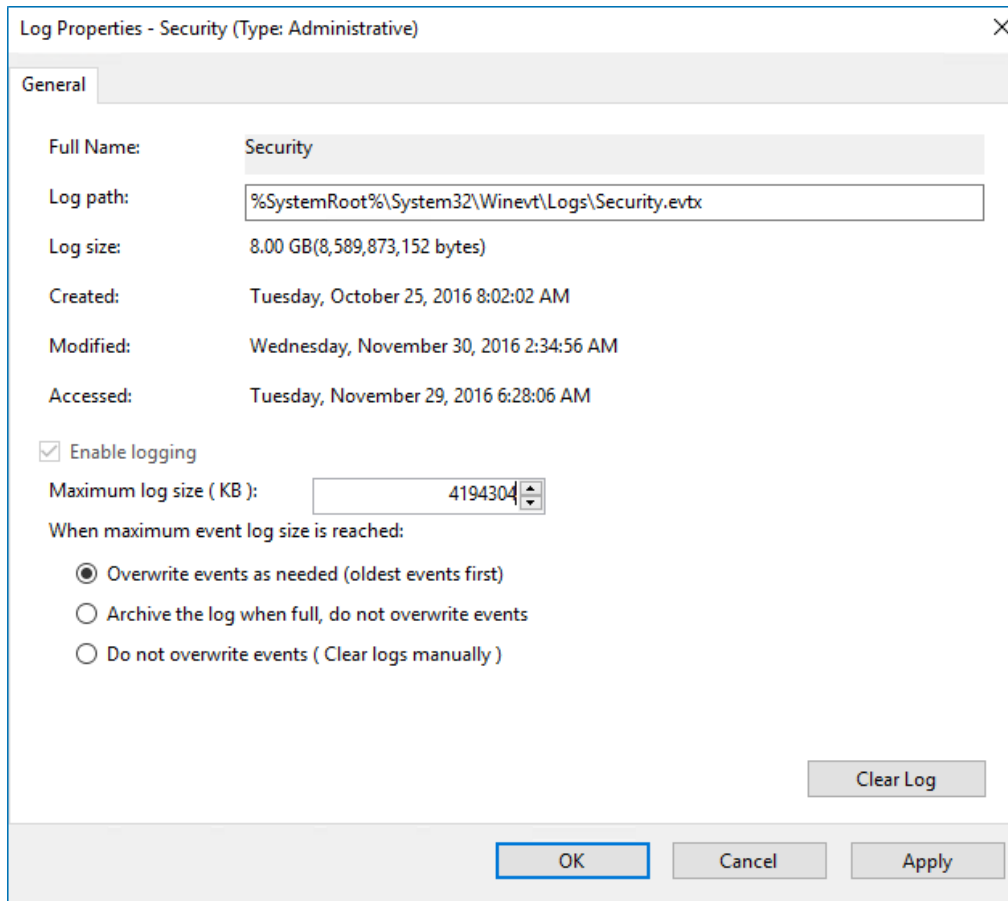 Log Properties - Security (Type: Administrative)
General
Full Name: Security
Log path: %SystemRoot%\System32\Winevt\Logs\Security.evtx
Log size: 8.00 GB(8,589,873,152 bytes)
Created: Tuesday, October 25, 2016 8:02:02 AM
Modified: Wednesday, November 30, 2016 2:34:56 AM
Accessed: Tuesday, November 29, 2016 6:28:06 AM
Enable logging
Maximum log size ( KB ): 4194304
When maximum event log size is reached:
Overwrite events as needed (oldest events first)
Archive the log when full, do not overwrite events
Do not overwrite events ( Clear logs manually )
Clear Log
OK Cancel Apply